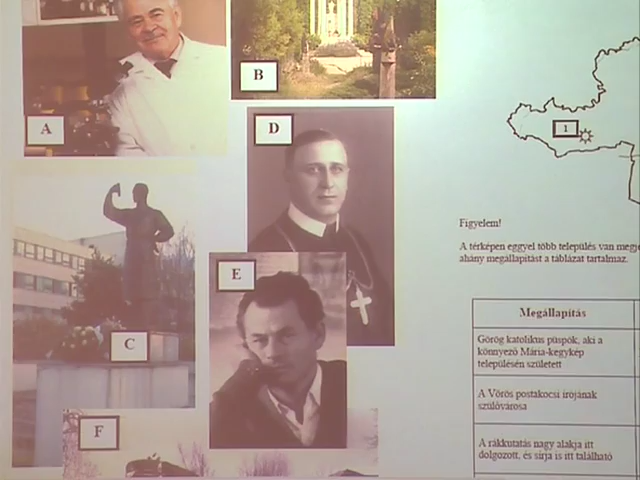 A
B
D
1
C
E
F
Figyelem!
A térképen eggyel több település van
ahány megállapítást a táblázat tartalmaz.
Megállapítás
Görög katolikus püspök, aki a
könnyező Mária-kegykép
településén született
A Vörös postakocsi írójának
szülővárosa
A rákkutatás nagy alakja itt
dolgozott, és sírja is itt található